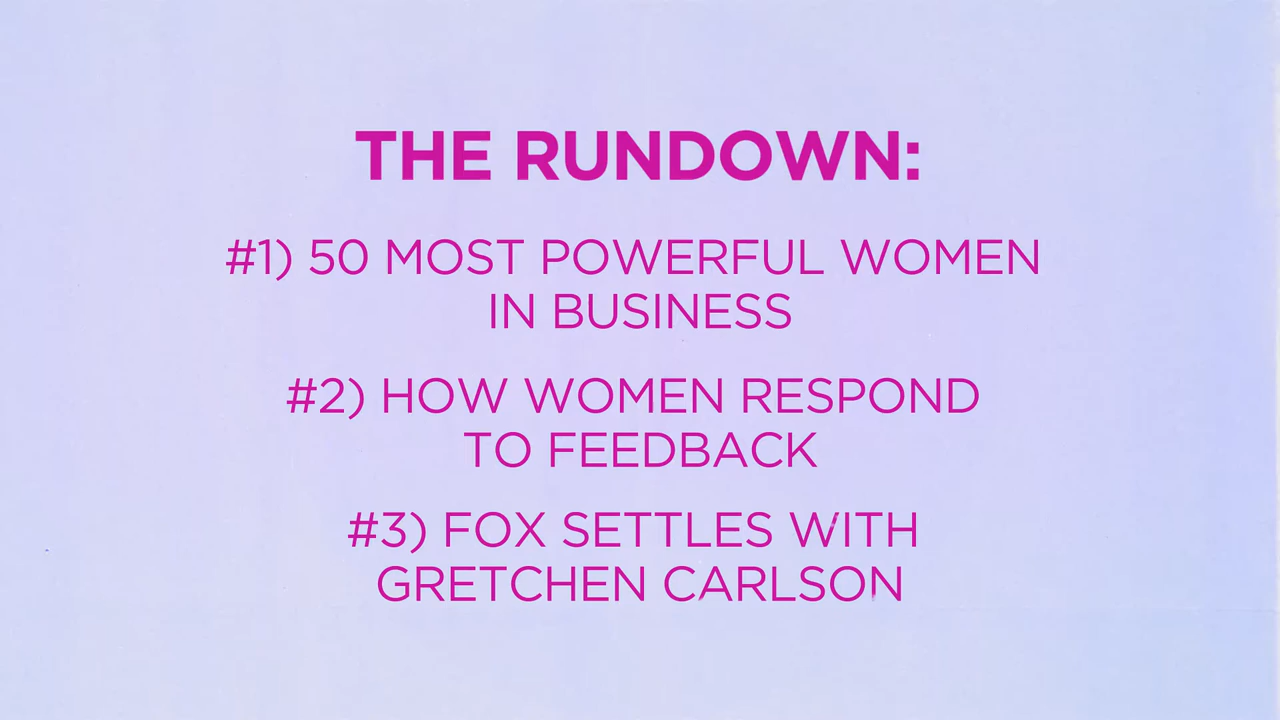 THE RUNDOWN:
#1) 50 MOST POWERFUL WOMEN
IN BUSINESS
#2) HOW WOMEN RESPOND
TO FEEDBACK
#3) FOX SETTLES WITH
GRETCHEN CARLSON